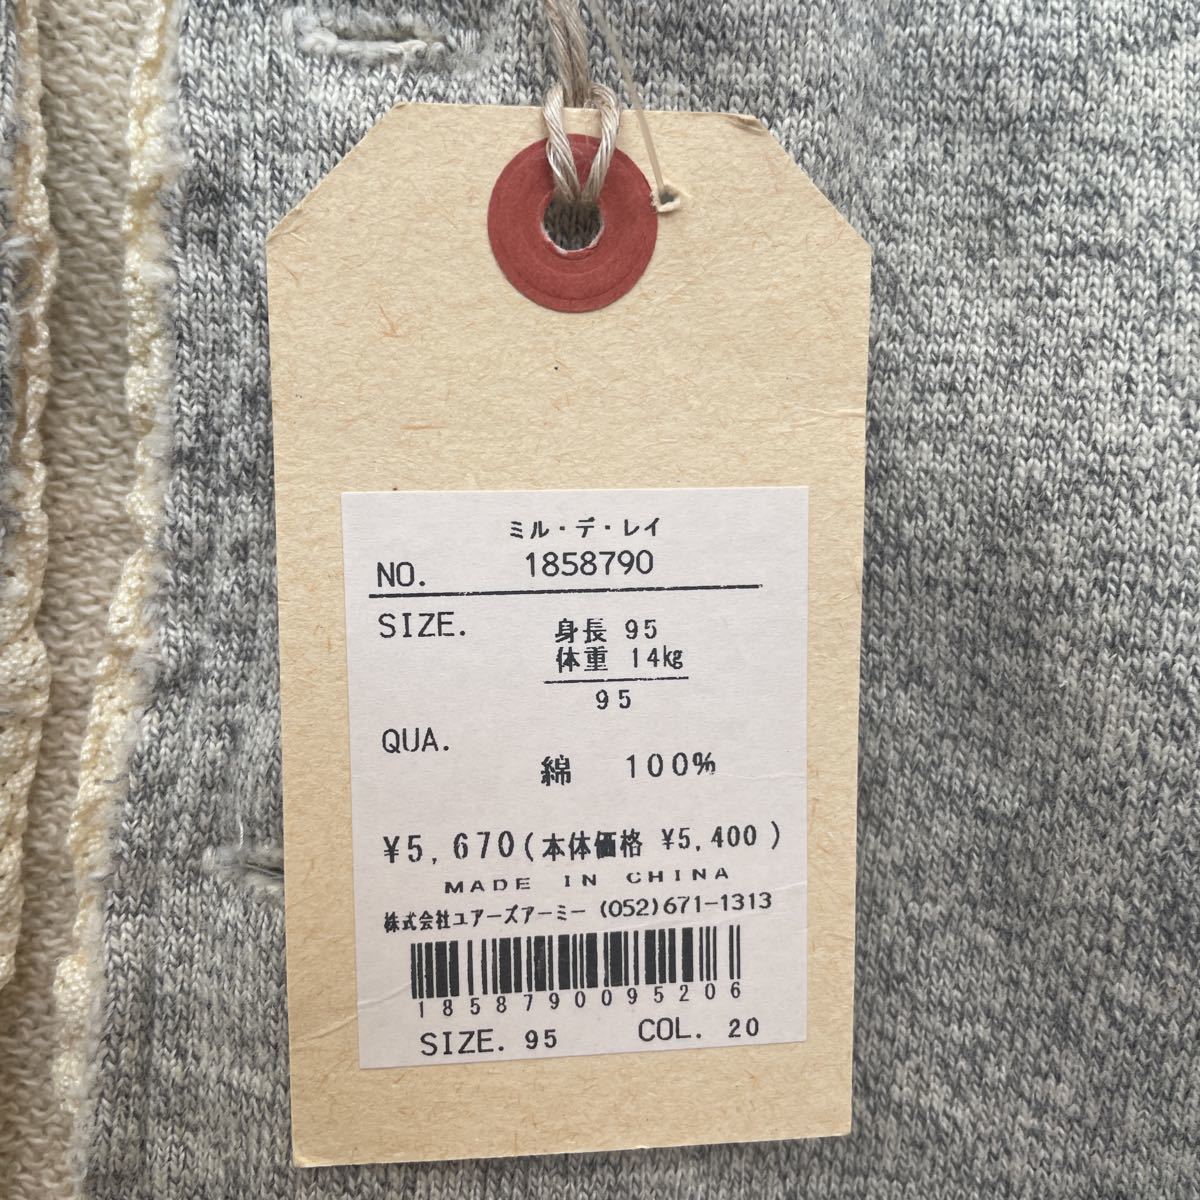 ミル・デ・レイ
NO. 1858790
SIZE. 身長 95
体重 14㎏
95
QUA.
綿 100%
¥5,670(本体価格 ¥5,400)
MADE IN CHINA
株式会社ユアーズアーミー (052)671-1313
1858790095206
SIZE. 95 COL. 20